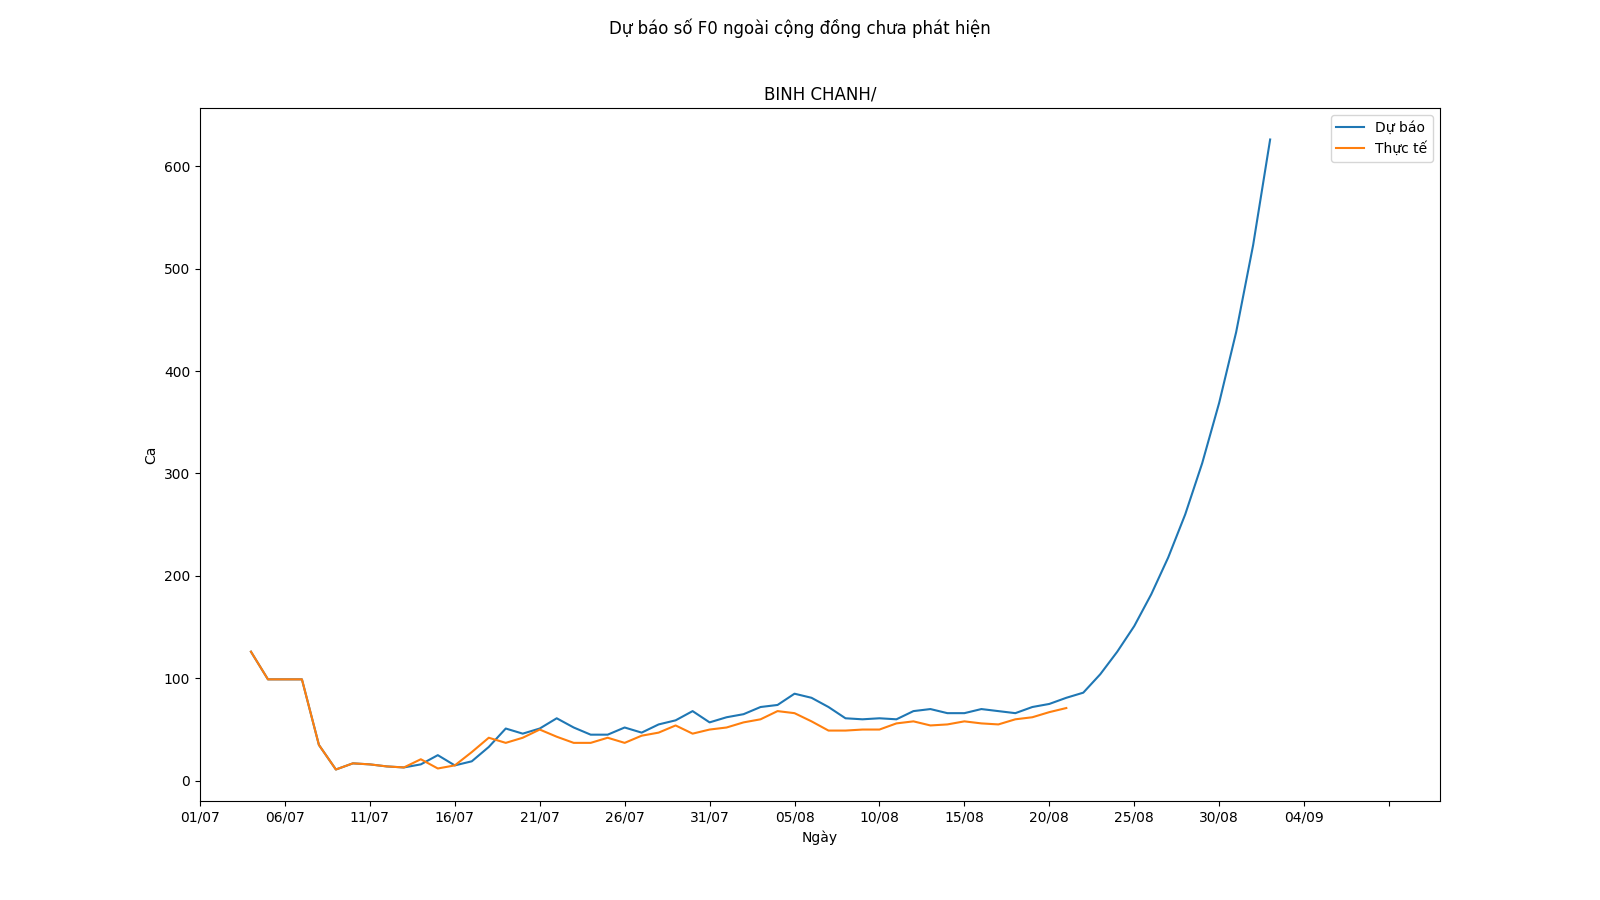 Dự báo số F0 ngoài cộng đồng chưa phát hiện
BINH CHANH/
Dự báo
Thực tế
600
500
400
300
200
100
0
Ca
01/07 06/07 11/07 16/07 21/07 26/07 31/07 05/08 10/08 15/08 20/08 25/08 30/08 04/09
Ngày